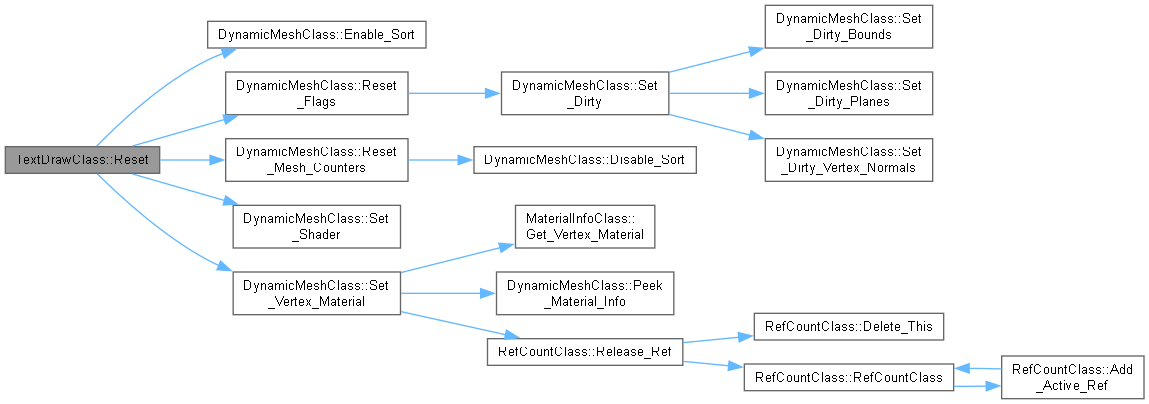 TextDrawClass::Reset
DynamicMeshClass::Enable_Sort
DynamicMeshClass::Reset
_Flags
DynamicMeshClass::Reset
_Mesh_Counters
DynamicMeshClass::Set
_Shader
DynamicMeshClass::Set
_Vertex_Material
DynamicMeshClass::Set
_Dirty
DynamicMeshClass::Disable_Sort
MaterialInfoClass::
Get_Vertex_Material
DynamicMeshClass::Peek
_Material_Info
RefCountClass::Release_Ref
DynamicMeshClass::Set
_Dirty_Bounds
DynamicMeshClass::Set
_Dirty_Planes
DynamicMeshClass::Set
_Dirty_Vertex_Normals
RefCountClass::Delete_This
RefCountClass::RefCountClass
RefCountClass::Add
_Active_Ref